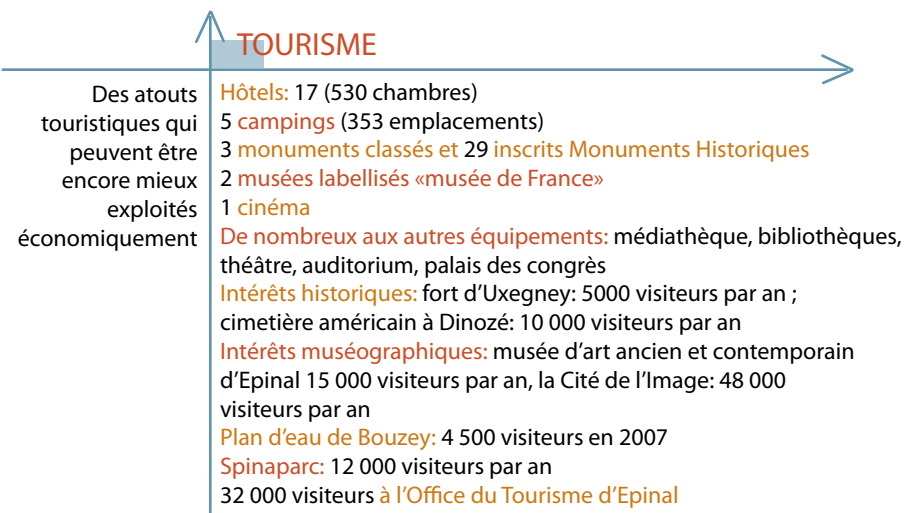 TOURISME
Des atouts
touristiques qui
peuvent être
encore mieux
exploités
économiquement
Hôtels: 17 (530 chambres)
5 campings (353 emplacements)
3 monuments classés et 29 inscrits Monuments Historiques
2 musées labellisés «musée de France»
1 cinéma
De nombreux aux autres équipements: médiathèque, bibliothèques,
théâtre, auditorium, palais des congrès
Intérêts historiques: fort d'Uxegney: 5000 visiteurs par an ;
cimetière américain à Dinozé: 10 000 visiteurs par an
Intérêts muséographiques: musée d'art ancien et contemporain
d'Epinal 15 000 visiteurs par an, la Cité de l'Image: 48 000
visiteurs par an
Plan d'eau de Bouzey: 4 500 visiteurs en 2007
Spinaparc: 12 000 visiteurs par an
32 000 visiteurs à l'Office du Tourisme d'Epinal